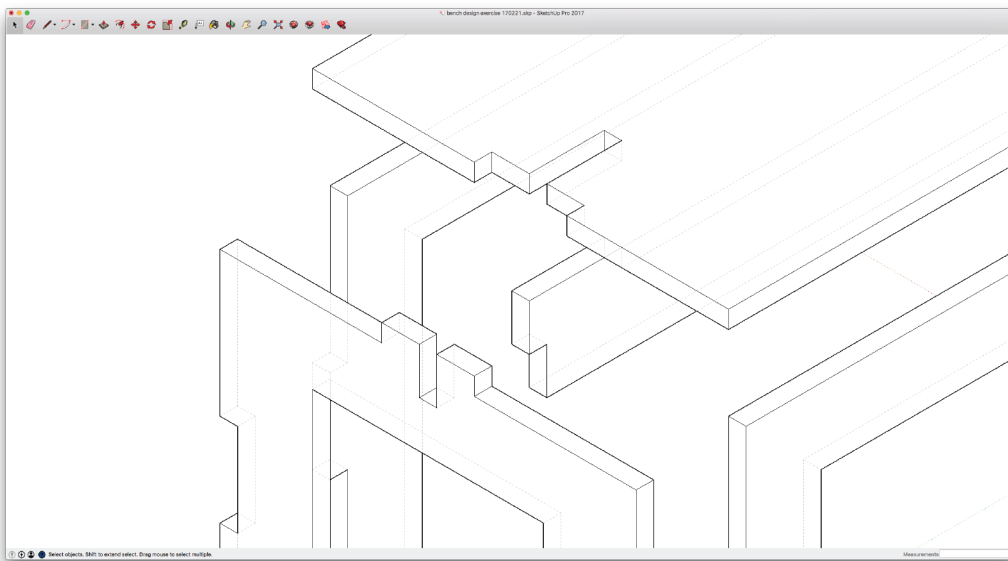 bench design exercise 170221.skp - SketchUp Pro 2017
Select objects. Shift to extend select. Drag mouse to select multiple.
Measurements